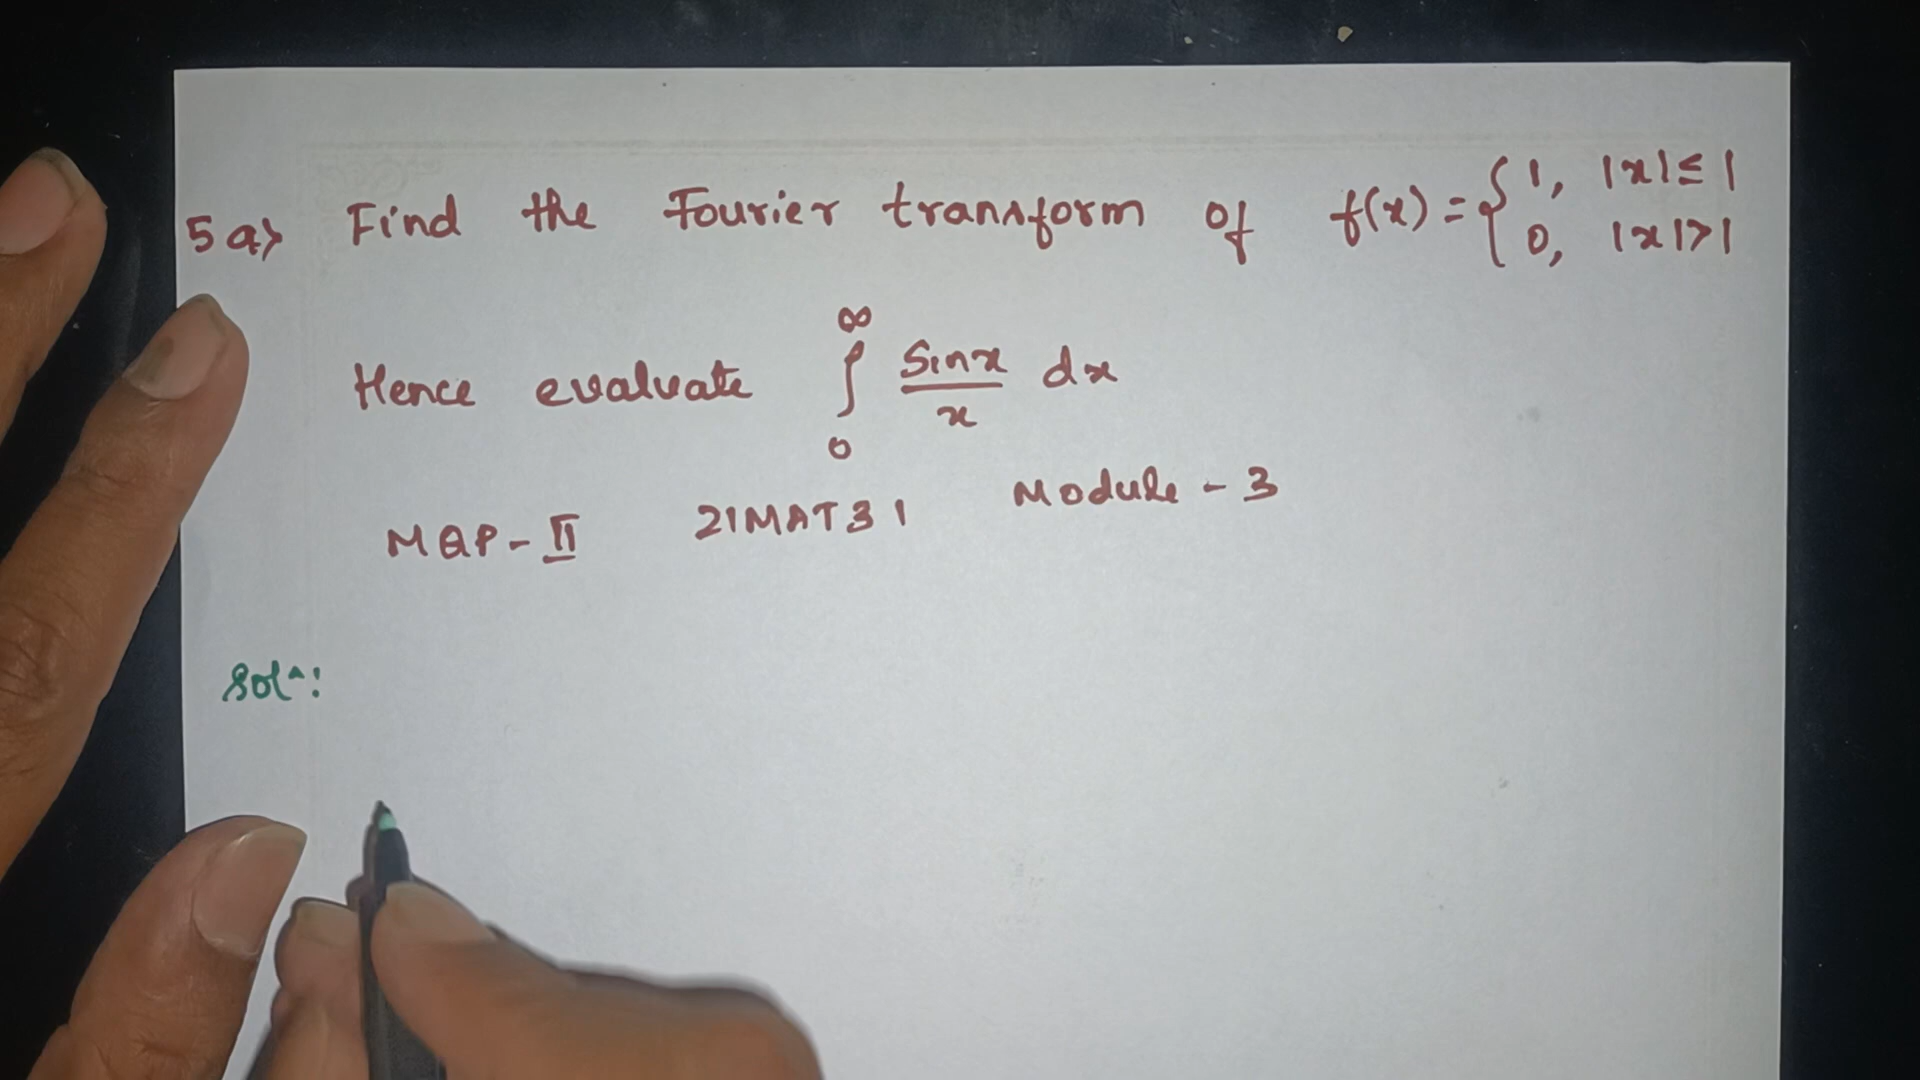 5 a) Find the Fourier transform of f(x) = { 1, |x| ≤ 1
0, |x| > 1
Hence evaluate ∫₀^∞ Sinx/x dx
MQP - II 21MAT31 Module - 3
Solⁿ: